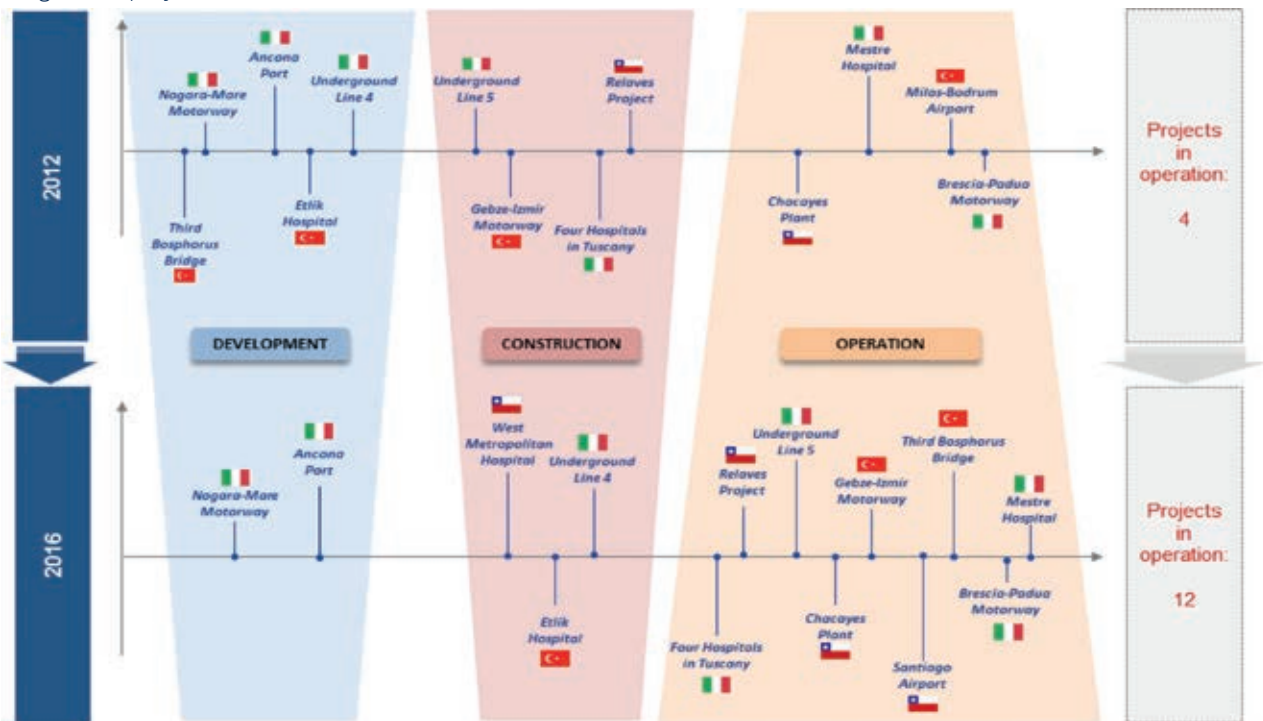 2012
Nogara-Mare
Motorway
Ancona
Port
Underground
Line 4
Third
Bosphorus
Bridge
Etlik
Hospital
Underground
Line 5
Relaves
Project
Gebze-Izmir
Motorway
Four Hospitals
in Tuscany
Mestre
Hospital
Milas-Bodrum
Airport
Chacayes
Plant
Brescia-Padua
Motorway
Projects
in
operation:
4
DEVELOPMENT
CONSTRUCTION
OPERATION
2016
Nogara-Mare
Motorway
Ancona
Port
West
Metropolitan
Hospital
Underground
Line 4
Etlik
Hospital
Relaves
Project
Underground
Line 5
Gebze-Izmir
Motorway
Third Bosphorus
Bridge
Mestre
Hospital
Four Hospitals
in Tuscany
Chacayes
Plant
Santiago
Airport
Brescia-Padua
Motorway
Projects
in
operation:
12